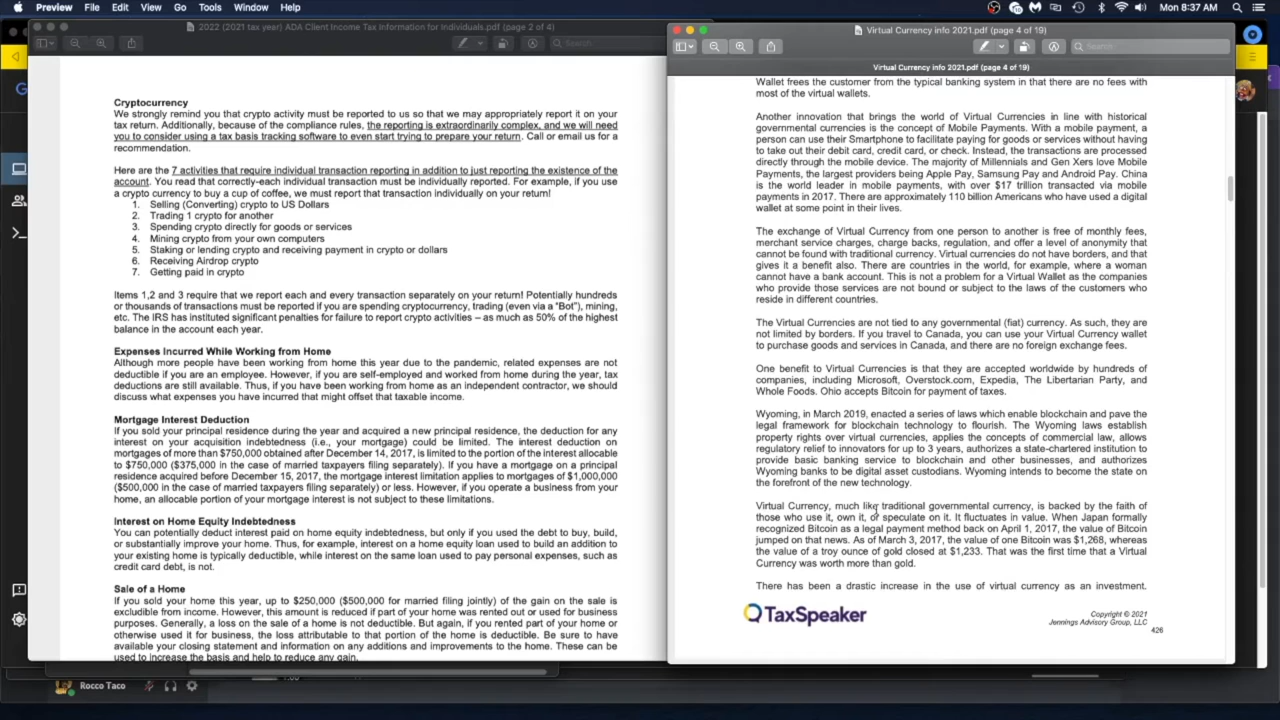 Preview File Edit View Go Tools Window Help
Mon 8:37 AM
2022 (2021 tax year) ADA Client Income Tax Information for Individuals.pdf (page 2 of 4)
Search
Cryptocurrency
We strongly remind you that crypto activity must be reported to us so that we may appropriately report it on your
tax return. Additionally, because of the compliance rules, the reporting is extraordinarily complex, and we will need
you to consider using a tax basis tracking software to even start trying to prepare your return. Call or email us for a
recommendation.
Here are the 7 activities that require individual transaction reporting in addition to just reporting the existence of the
account. You read that correctly-each individual transaction must be individually reported. For example, if you use
a crypto currency to buy a cup of coffee, we must report that transaction individually on your return!
1. Selling (Converting) crypto to US Dollars
2. Trading 1 crypto for another
3. Spending crypto directly for goods or services
4. Mining crypto from your own computers
5. Staking or lending crypto and receiving payment in crypto or dollars
6. Receiving Airdrop crypto
7. Getting paid in crypto
Items 1,2 and 3 require that we report each and every transaction separately on your return! Potentially hundreds
or thousands of transactions must be reported if you are spending cryptocurrency, trading (even via a “Bot”), mining,
etc. The IRS has instituted significant penalties for failure to report crypto activities – as much as 50% of the highest
balance in the account each year.
Expenses Incurred While Working from Home
Although more people have been working from home this year due to the pandemic, related expenses are not
deductible if you are an employee. However, if you are self-employed and worked from home during the year, tax
deductions are still available. Thus, if you have been working from home as an independent contractor, we should
discuss what expenses you have incurred that might offset that taxable income.
Mortgage Interest Deduction
If you sold your principal residence during the year and acquired a new principal residence, the deduction for any
interest on your acquisition indebtedness (i.e., your mortgage) could be limited. The interest deduction on
mortgages of more than $750,000 obtained after December 14, 2017, is limited to the portion of the interest allocable
to $750,000 ($375,000 in the case of married taxpayers filing separately). If you have a mortgage on a principal
residence acquired before December 15, 2017, the mortgage interest limitation applies to mortgages of $1,000,000
($500,000 in the case of married taxpayers filing separately) or less. However, if you operate a business from your
home, an allocable portion of your mortgage interest is not subject to these limitations.
Interest on Home Equity Indebtedness
You can potentially deduct interest paid on home equity indebtedness, but only if you used the debt to buy, build,
or substantially improve your home. Thus, for example, interest on a home equity loan used to build an addition to
your existing home is typically deductible, while interest on the same loan used to pay personal expenses, such as
credit card debt, is not.
Sale of a Home
If you sold your home this year, up to $250,000 ($500,000 for married filing jointly) of the gain on the sale is
excludible from income. However, this amount is reduced if part of your home was rented out or used for business
purposes. Generally, a loss on the sale of a home is not deductible. But again, if you rented part of your home or
otherwise used it for business, the loss attributable to that portion of the home is deductible. Be sure to have
available your closing statement and information on any additions and improvements to the home. These can be
used to increase the basis and help to reduce any gain.
Rocco Taco
Virtual Currency info 2021.pdf (page 4 of 19)
Search
Virtual Currency info 2021.pdf (page 4 of 19)
Wallet frees the customer from the typical banking system in that there are no fees with
most of the virtual wallets.
Another innovation that brings the world of Virtual Currencies in line with historical
governmental currencies is the concept of Mobile Payments. With a mobile payment, a
person can use their Smartphone to facilitate paying for goods or services without having
to take out their debit card, credit card, or check. Instead, the transactions are processed
directly through the mobile device. The majority of Millennials and Gen Xers love Mobile
Payments, the largest providers being Apple Pay, Samsung Pay and Android Pay. China
is the world leader in mobile payments, with over $17 trillion transacted via mobile
payments in 2017. There are approximately 110 billion Americans who have used a digital
wallet at some point in their lives.
The exchange of Virtual Currency from one person to another is free of monthly fees,
merchant service charges, charge backs, regulation, and offer a level of anonymity that
cannot be found with traditional currency. Virtual currencies do not have borders, and that
gives it a benefit also. There are countries in the world, for example, where a woman
cannot have a bank account. This is not a problem for a Virtual Wallet as the companies
who provide those services are not bound or subject to the laws of the customers who
reside in different countries.
The Virtual Currencies are not tied to any governmental (fiat) currency. As such, they are
not limited by borders. If you travel to Canada, you can use your Virtual Currency wallet
to purchase goods and services in Canada, and there are no foreign exchange fees.
One benefit to Virtual Currencies is that they are accepted worldwide by hundreds of
companies, including Microsoft, Overstock.com, Expedia, The Libertarian Party, and
Whole Foods. Ohio accepts Bitcoin for payment of taxes.
Wyoming, in March 2019, enacted a series of laws which enable blockchain and pave the
legal framework for blockchain technology to flourish. The Wyoming laws establish
property rights over virtual currencies, applies the concepts of commercial law, allows
regulatory relief to innovators for up to 3 years, authorizes a state-chartered institution to
provide basic banking service to blockchain and other businesses, and authorizes
Wyoming banks to be digital asset custodians. Wyoming intends to become the state on
the forefront of the new technology.
Virtual Currency, much like traditional governmental currency, is backed by the faith of
those who use it, own it, or speculate on it. It fluctuates in value. When Japan formally
recognized Bitcoin as a legal payment method back on April 1, 2017, the value of Bitcoin
jumped on that news. As of March 3, 2017, the value of one Bitcoin was $1,268, whereas
the value of a troy ounce of gold closed at $1,233. That was the first time that a Virtual
Currency was worth more than gold.
There has been a drastic increase in the use of virtual currency as an investment.
TaxSpeaker
Copyright © 2021
Jennings Advisory Group, LLC
426